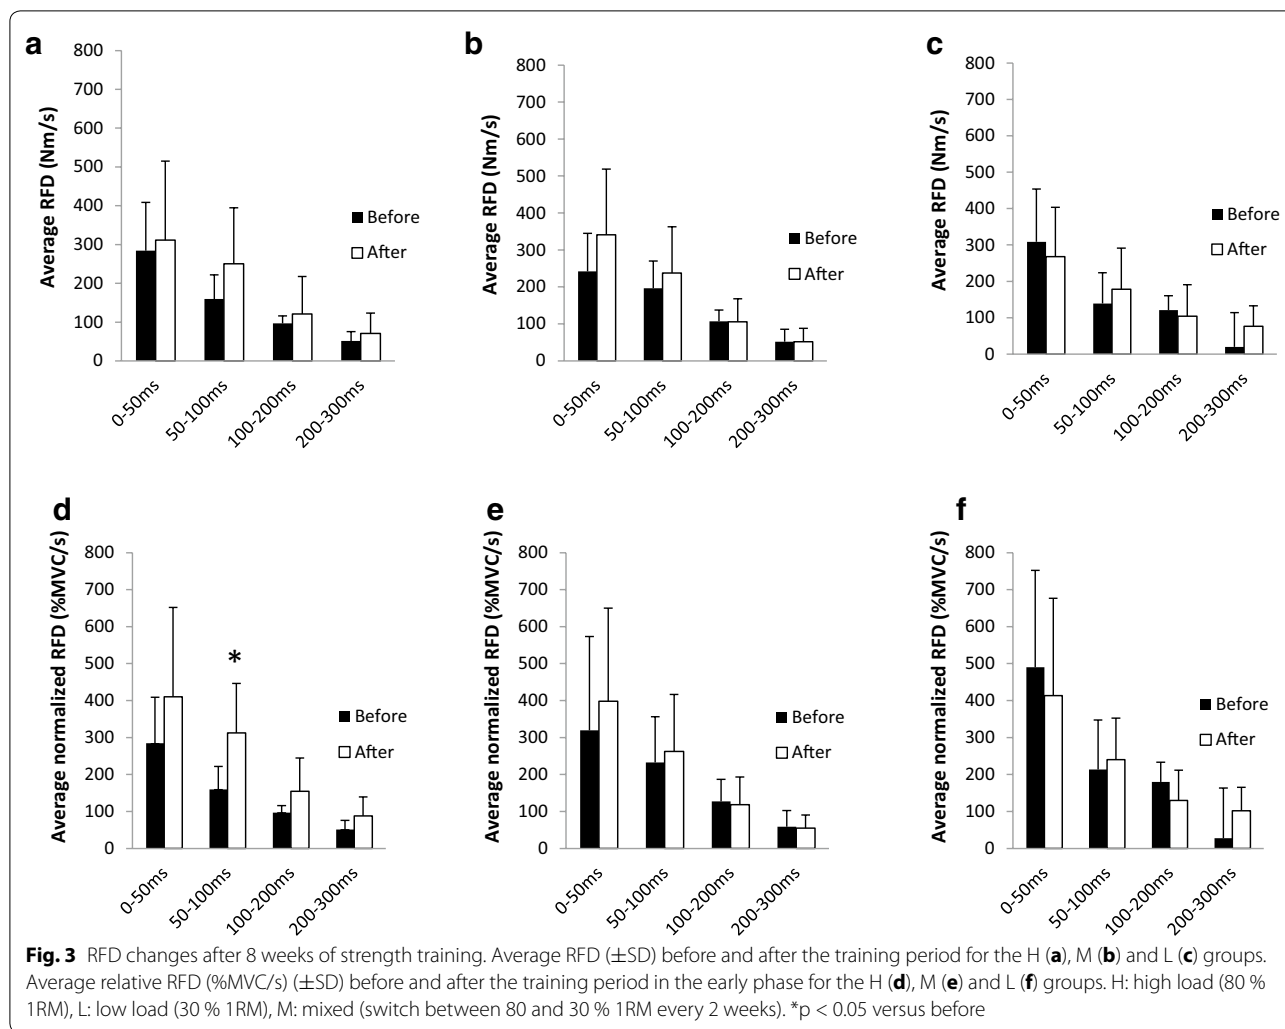 a
800
700
600
500
400
300
200
100
0
Average RFD (Nm/s)
Before
After
0-50ms
50-100ms
100-200ms
200-300ms
b
800
700
600
500
400
300
200
100
0
Average RFD (Nm/s)
Before
After
0-50ms
50-100ms
100-200ms
200-300ms
c
800
700
600
500
400
300
200
100
0
Average RFD (Nm/s)
Before
After
0-50ms
50-100ms
100-200ms
200-300ms
d
800
700
600
500
400
300
200
100
0
Average normalized RFD (%MVC/s)
*
Before
After
0-50ms
50-100ms
100-200ms
200-300ms
e
800
700
600
500
400
300
200
100
0
Average normalized RFD (%MVC/s)
Before
After
0-50ms
50-100ms
100-200ms
200-300ms
f
800
700
600
500
400
300
200
100
0
Average normalized RFD (%MVC/s)
Before
After
0-50ms
50-100ms
100-200ms
200-300ms
Fig. 3 RFD changes after 8 weeks of strength training. Average RFD (±SD) before and after the training period for the H (a), M (b) and L (c) groups.
Average relative RFD (%MVC/s) (±SD) before and after the training period in the early phase for the H (d), M (e) and L (f) groups. H: high load (80 %
1RM), L: low load (30 % 1RM), M: mixed (switch between 80 and 30 % 1RM every 2 weeks). *p < 0.05 versus before